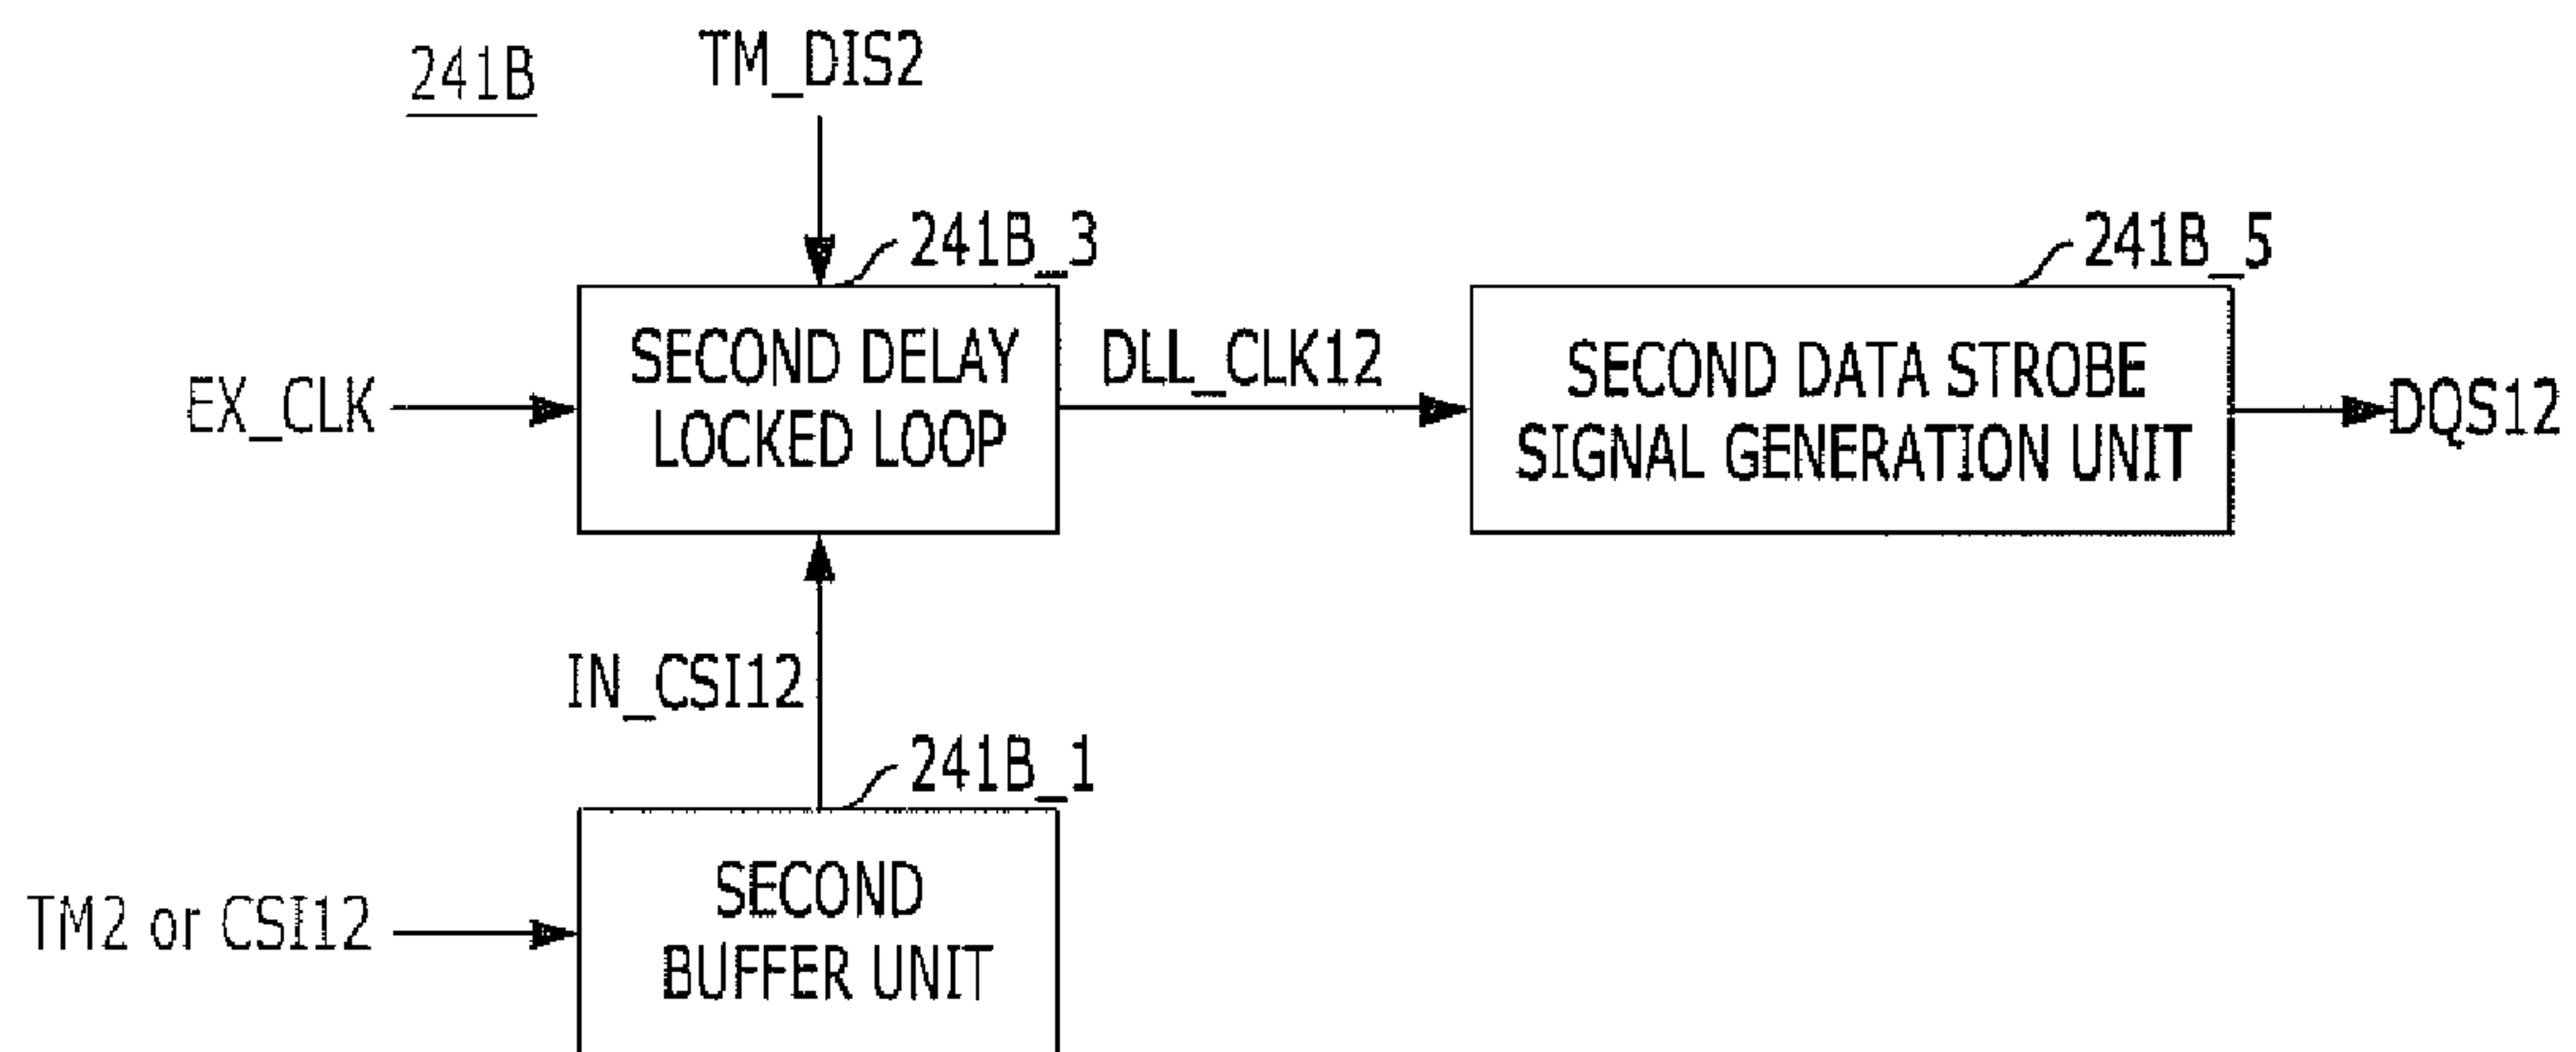 241B
TM_DIS2
241B_3
241B_5
SECOND DELAY
LOCKED LOOP
EX_CLK
DLL_CLK12
SECOND DATA STROBE
SIGNAL GENERATION UNIT
DQS12
IN_CSI12
241B_1
SECOND
BUFFER UNIT
TM2 or CSI12